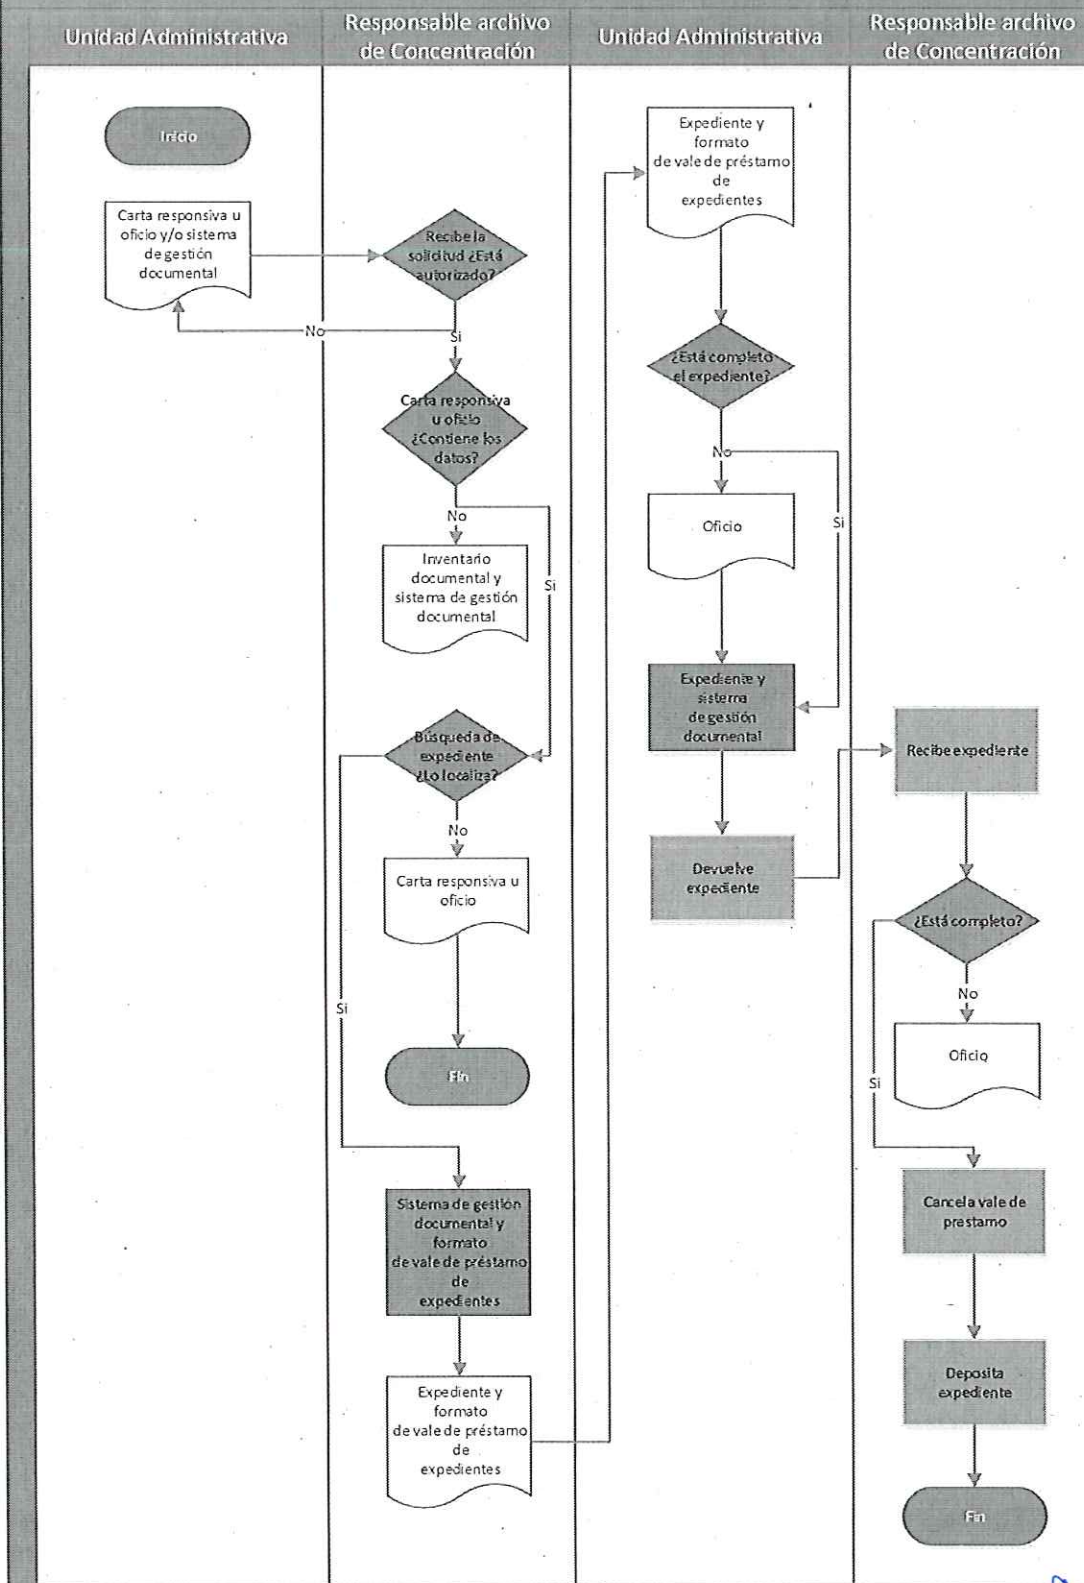 Unidad Administrativa
Responsable archivo
de Concentración
Unidad Administrativa
Responsable archivo
de Concentración
Inicio
Carta responsiva u
oficio y/o sistema
de gestión
documental
Recibe la
solicitud ¿Está
autorizado?
No
Si
Carta responsiva
u oficio
¿Contiene los
datos?
No
Si
Inventario
documental y
sistema de gestión
documental
Búsqueda de
expediente
¿Lo localiza?
No
Si
Carta responsiva u
oficio
Fin
Sistema de gestión
documental y
formato
de vale de préstamo
de
expedientes
Expediente y
formato
de vale de préstamo
de
expedientes
Expediente y
formato
de vale de préstamo
de
expedientes
¿Está completo
el expediente?
No
Si
Oficio
Expediente y
sistema
de gestión
documental
Devuelve
expediente
Recibe expediente
¿Está completo?
No
Si
Oficio
Cancela vale de
prestamo
Deposita
expediente
Fin